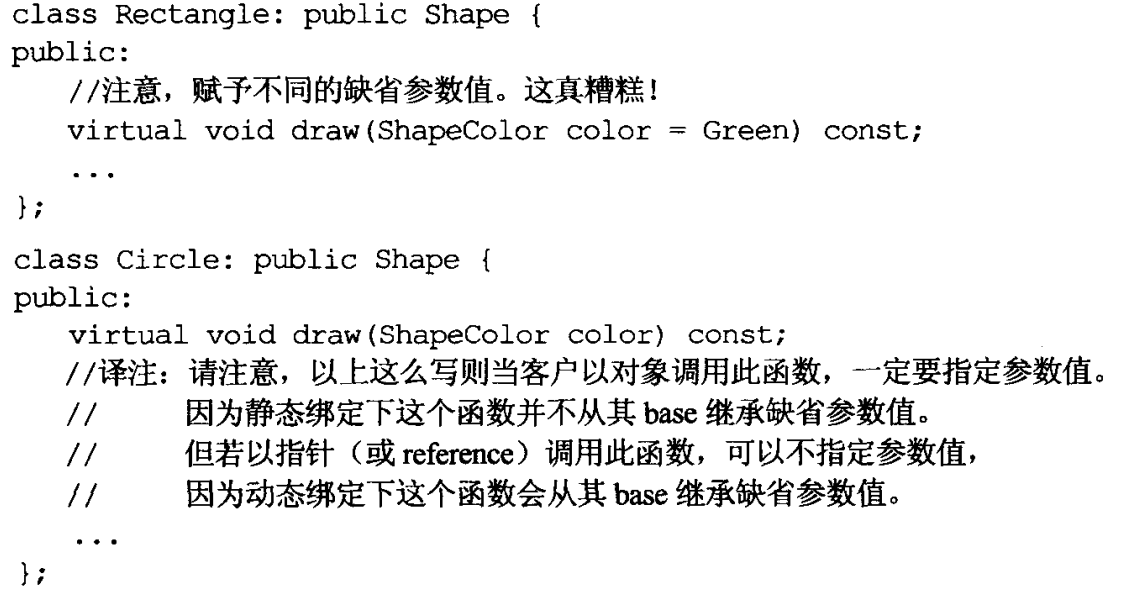 class Rectangle: public Shape {
public:
//注意，赋予不同的缺省参数值。这真糟糕！
virtual void draw(ShapeColor color = Green) const;
...
};
class Circle: public Shape {
public:
virtual void draw(ShapeColor color) const;
//译注：请注意，以上这么写则当客户以对象调用此函数，一定要指定参数值。
// 因为静态绑定下这个函数并不从其 base 继承缺省参数值。
// 但若以指针（或 reference）调用此函数，可以不指定参数值，
// 因为动态绑定下这个函数会从其 base 继承缺省参数值。
...
};